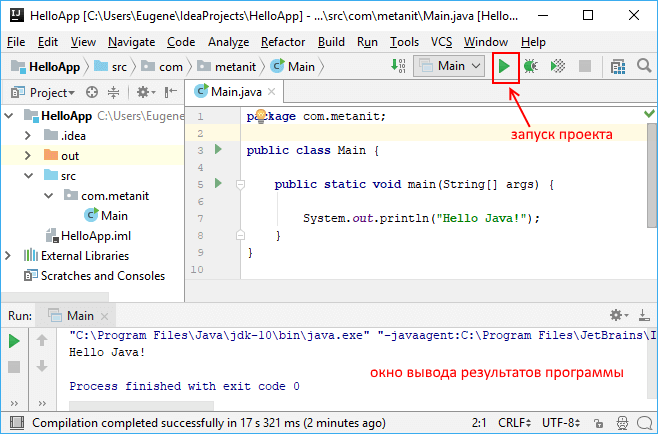 HelloApp [C:\Users\Eugene\IdeaProjects\HelloApp] - ...\src\com\metanit\Main.java [Hello...
File Edit View Navigate Code Analyze Refactor Build Run Tools VCS Window Help
HelloApp src com metanit Main Main
Project Main.java
HelloApp C:\Users\Eugene
.idea
out
src
com.metanit
Main
HelloApp.iml
External Libraries
Scratches and Consoles
1 package com.metanit;
2
3 public class Main {
4
5 public static void main(String[] args) {
6
7 System.out.println("Hello Java!");
8 }
9 }
10
запуск проекта
Run: Main
"C:\Program Files\Java\jdk-10\bin\java.exe" "-javaagent:C:\Program Files\JetBrains\I
Hello Java!
Process finished with exit code 0
окно вывода результатов программы
Compilation completed successfully in 17 s 321 ms (2 minutes ago) 2:1 CRLF UTF-8